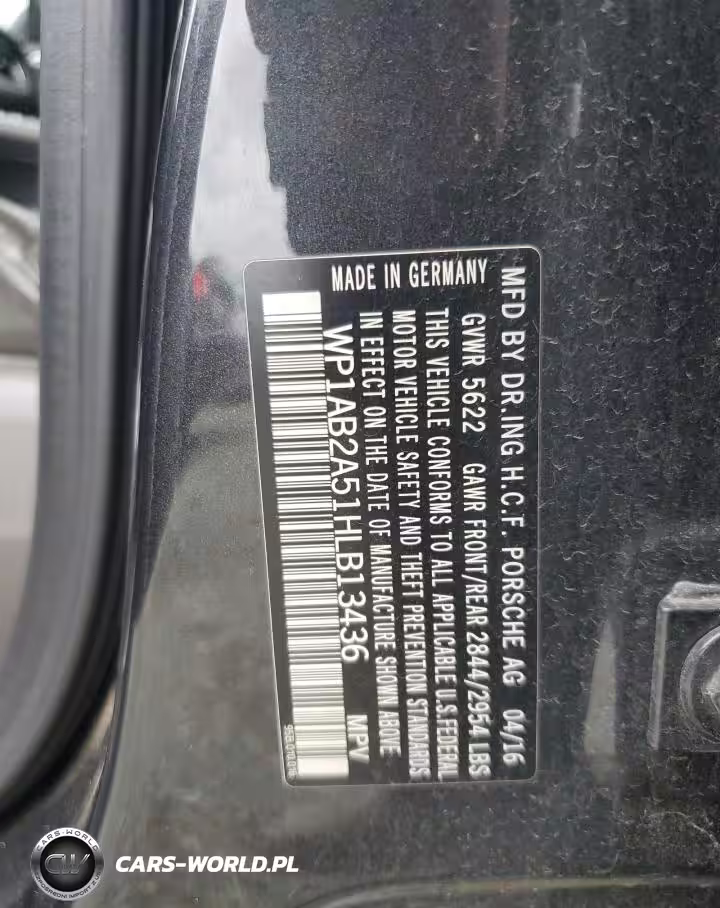 MFD BY DR.ING H.C.F. PORSCHE AG 04/16
GVWR 5622 GAWR FRONT/REAR 2844/2954 LBS
THIS VEHICLE CONFORMS TO ALL APPLICABLE U.S.FEDERAL
MOTOR VEHICLE SAFETY AND THEFT PREVENTION STANDARDS
IN EFFECT ON THE DATE OF MANUFACTURE SHOWN ABOVE
WP1AB2A51HLB13436 MPV
MADE IN GERMANY
CARS-WORLD
CARS-WORLD.PL